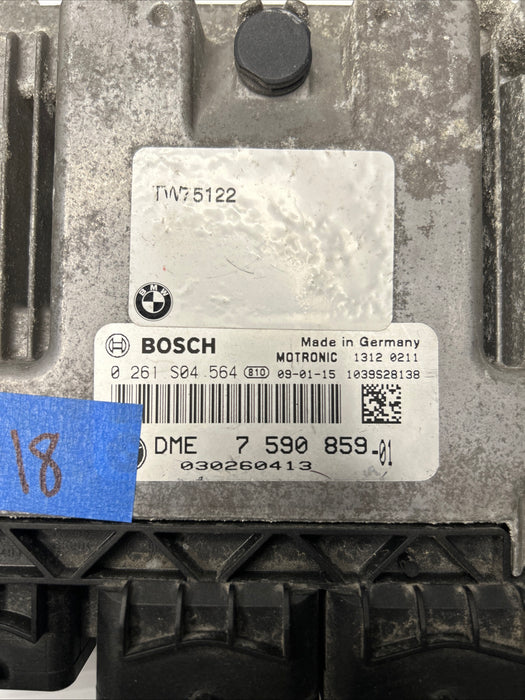 TW75122
BMW
BOSCH Made in Germany
MOTRONIC 1312 0211
0 261 S04 564 810 09-01-15 1039S28138
DME 7 590 859-01
030260413
18